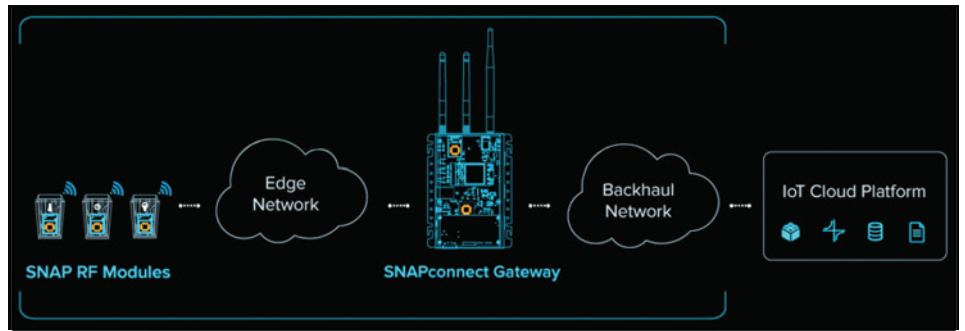 Edge
Network
Backhaul
Network
IoT Cloud Platform
SNAP RF Modules
SNAPconnect Gateway